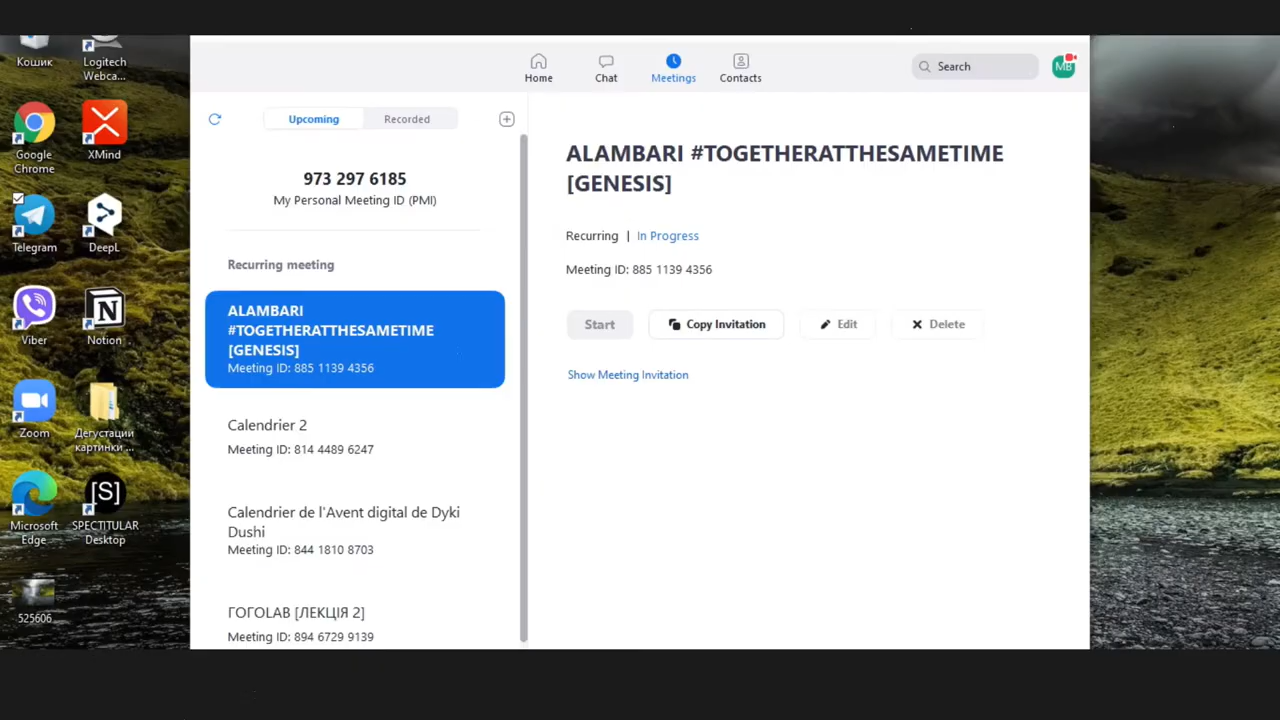 Кошик
Logitech
Webca...
Google
Chrome
XMind
Telegram
DeepL
Viber
N
Notion
Zoom
Дегустации
картинки ...
Microsoft
Edge
[S]
SPECTITULAR
Desktop
525606
Home
Chat
Meetings
Contacts
Search
MB
Upcoming
Recorded
973 297 6185
My Personal Meeting ID (PMI)
Recurring meeting
ALAMBARI
#TOGETHERATTHESAMETIME
[GENESIS]
Meeting ID: 885 1139 4356
Calendrier 2
Meeting ID: 814 4489 6247
Calendrier de l'Avent digital de Dyki
Dushi
Meeting ID: 844 1810 8703
ГОГОLAB [ЛЕКЦІЯ 2]
Meeting ID: 894 6729 9139
ALAMBARI #TOGETHERATTHESAMETIME
[GENESIS]
Recurring | In Progress
Meeting ID: 885 1139 4356
Start
Copy Invitation
Edit
Delete
Show Meeting Invitation